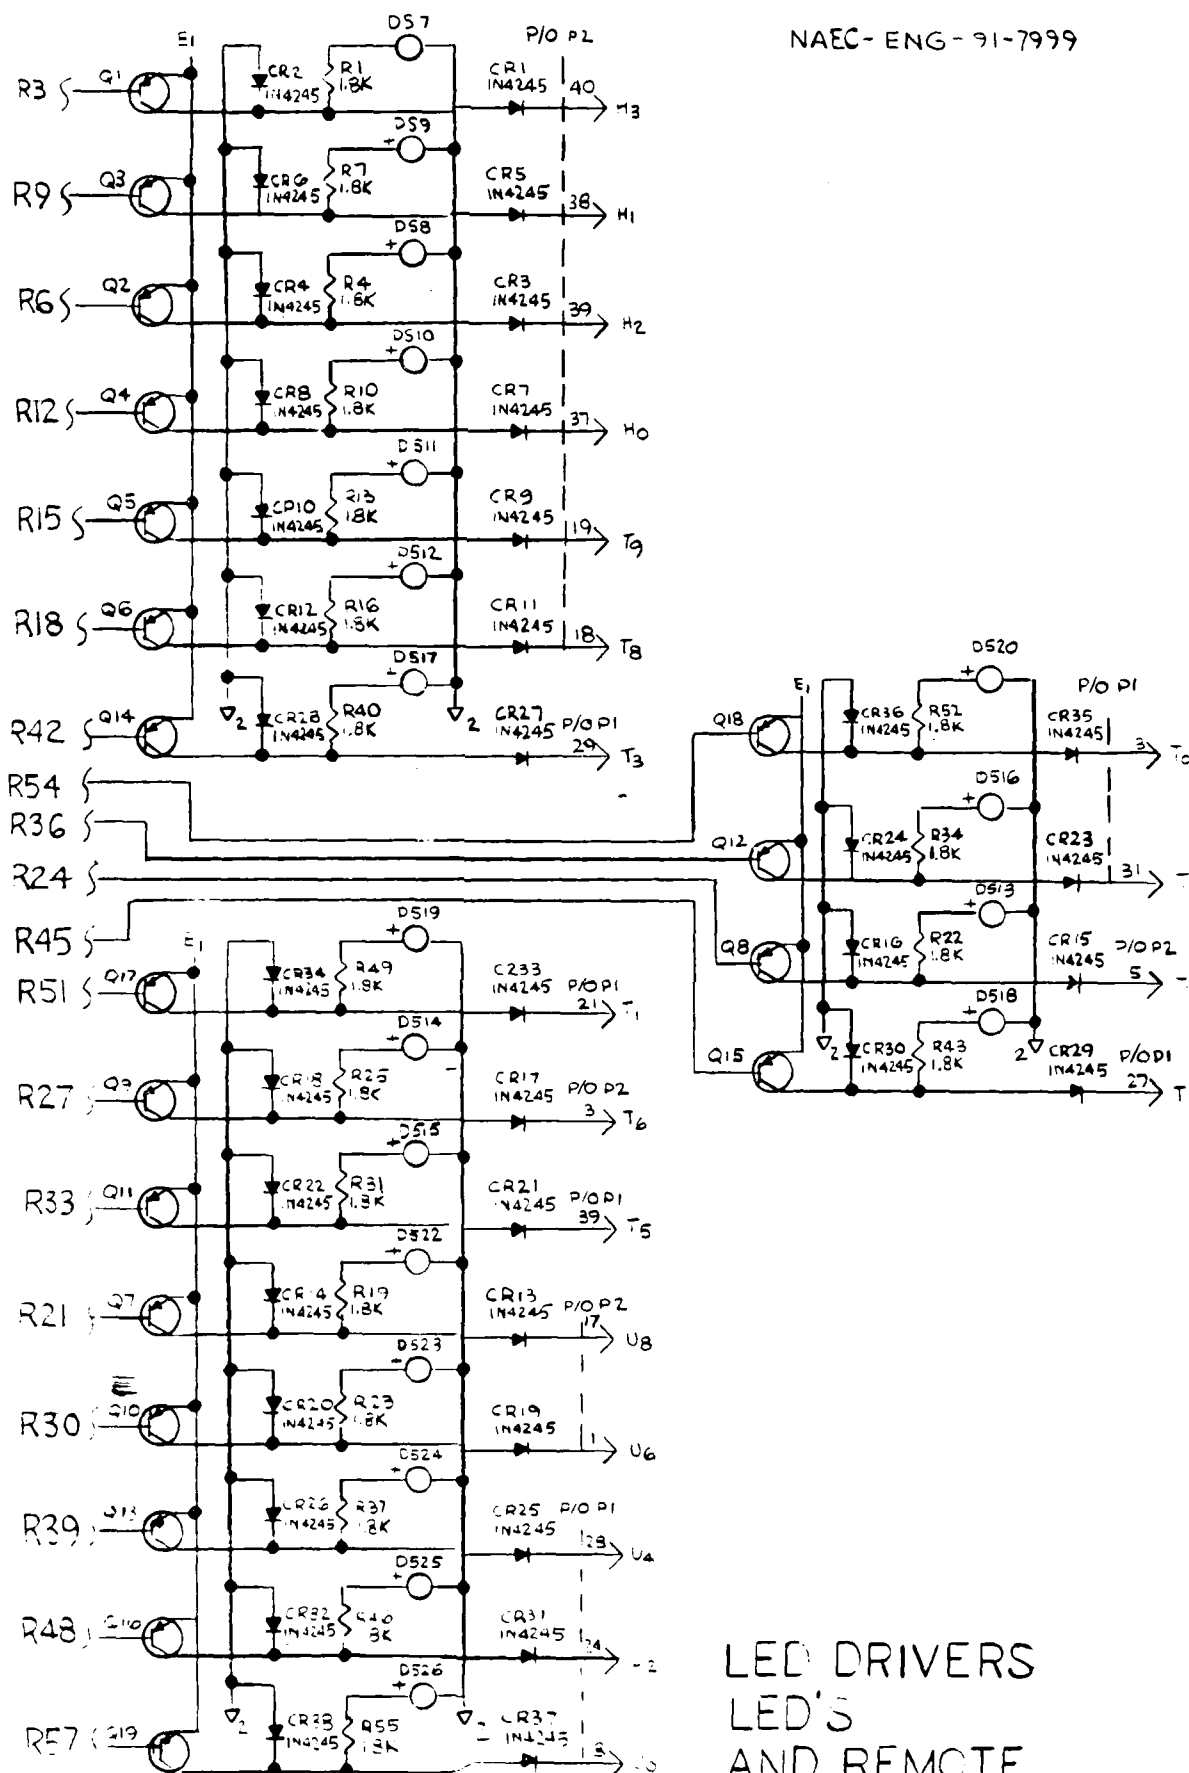 NAEC-ENG-91-7999
E1
DS7
P/O P2
R3 Q1 CR2 1N4245 R1 1.8K CR1 1N4245 40 H3
DS9
R9 Q3 CR6 1N4245 R7 1.8K CR5 1N4245 38 H1
DS8
R6 Q2 CR4 1N4245 R4 1.8K CR3 1N4245 39 H2
DS10
R12 Q4 CR8 1N4245 R10 1.8K CR7 1N4245 37 H0
DS11
R15 Q5 1N4245 R13 1.8K CR9 1N4245 19 T9
DS12
R18 Q6 CR12 1N4245 R16 1.8K CR11 1N4245 18 T8
DS17
R42 Q14 2 CR28 1N4245 R40 1.8K 2 CR27 1N4245 P/O P1 29 T3
R54
R36
R24
R45
E1
DS20
P/O P1
Q18 CR36 1N4245 R52 1.8K CR35 1N4245 3 T0
DS16
Q12 CR24 1N4245 R34 1.8K CR23 1N4245 31
DS13
Q8 CR16 1N4245 R22 1.8K CR15 1N4245 P/O P2 5
DS18
Q15 2 CR30 1N4245 R43 1.8K 2 CR29 1N4245 P/O P1 27 T
E1
DS19
R51 Q17 CR34 1N4245 R49 1.8K C233 1N4245 P/O P1 21 T1
DS14
R27 Q9 CR18 1N4245 R25 1.8K CR17 1N4245 P/O P2 3 T6
DS15
R33 Q11 CR22 1N4245 R31 1.8K CR21 1N4245 P/O P1 39 T5
DS22
R21 Q7 CR14 1N4245 R19 1.8K CR13 1N4245 P/O P2 17 U8
DS23
R30 Q10 CR20 1N4245 1.8K CR19 1N4245 1 U6
DS24
R39 Q13 CR26 1N4245 R37 1.8K CR25 1N4245 P/O P1 U4
DS25
R48 Q16 CR32 1N4245 CR31 1N4245 24
DS26
R57 Q19 2 CR38 1N4245 R55 1.8K CR37 1N4245
LED DRIVERS
LED'S
AND REMOTE